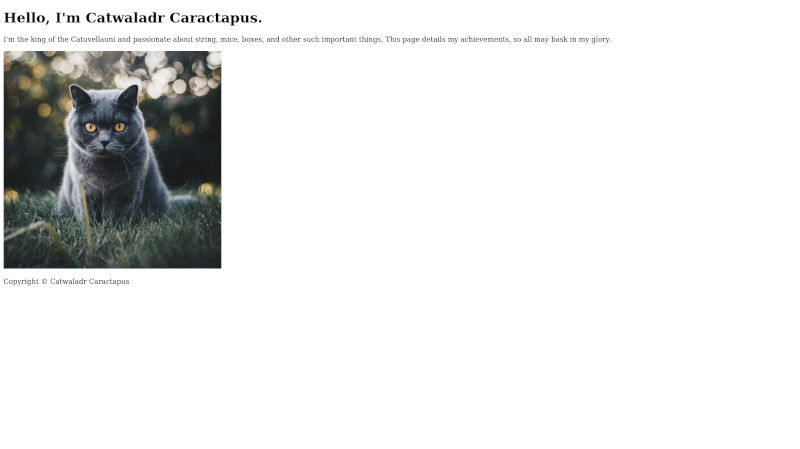 Hello, I'm Catwaladr Caractapus.
I'm the king of the Catuvellauni and passionate about string, mice, boxes, and other such important things. This page details my achievements, so all may bask in my glory.
Copyright © Catwaladr Caractapus